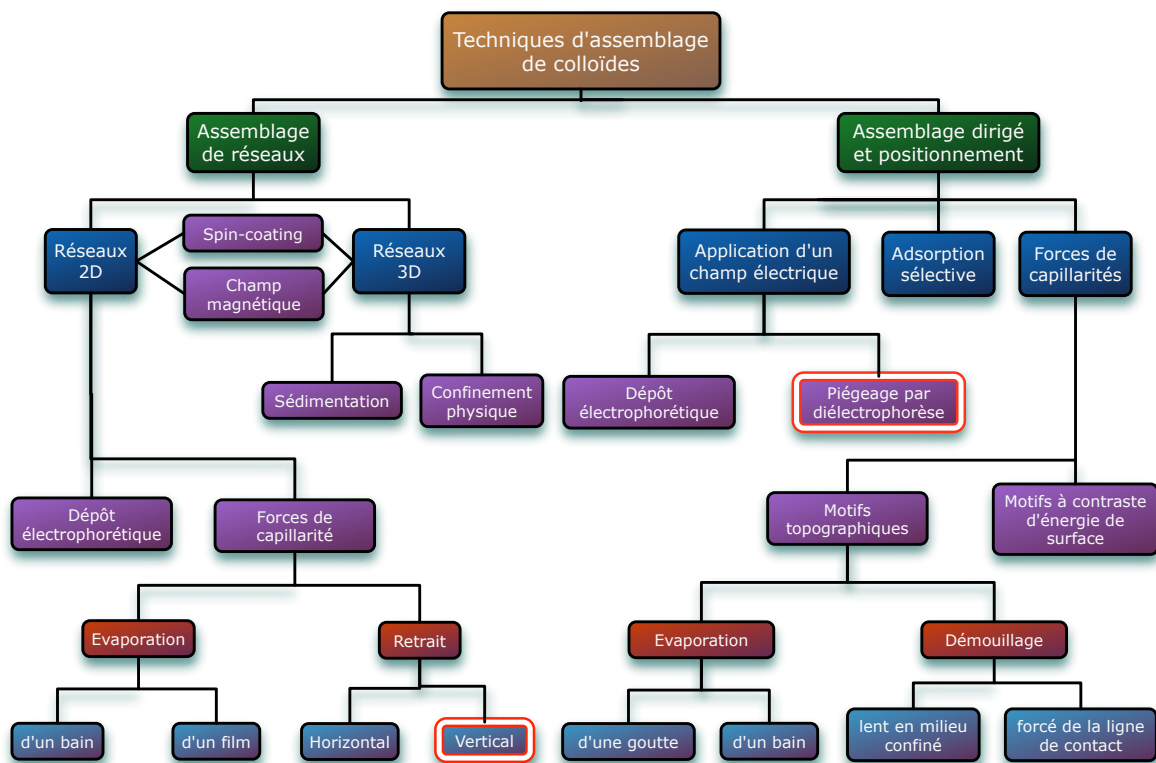 Techniques d'assemblage
de colloïdes
Assemblage
de réseaux
Assemblage dirigé
et positionnement
Réseaux
2D
Spin-coating
Champ
magnétique
Réseaux
3D
Application d'un
champ électrique
Adsorption
sélective
Forces de
capillarités
Sédimentation
Confinement
physique
Dépôt
électrophorétique
Piégeage par
diélectrophorèse
Dépôt
électrophorétique
Forces de
capillarité
Motifs
topographiques
Motifs à contraste
d'énergie de
surface
Evaporation
Retrait
Evaporation
Démouillage
d'un bain
d'un film
Horizontal
Vertical
d'une goutte
d'un bain
lent en milieu
confiné
forcé de la ligne
de contact